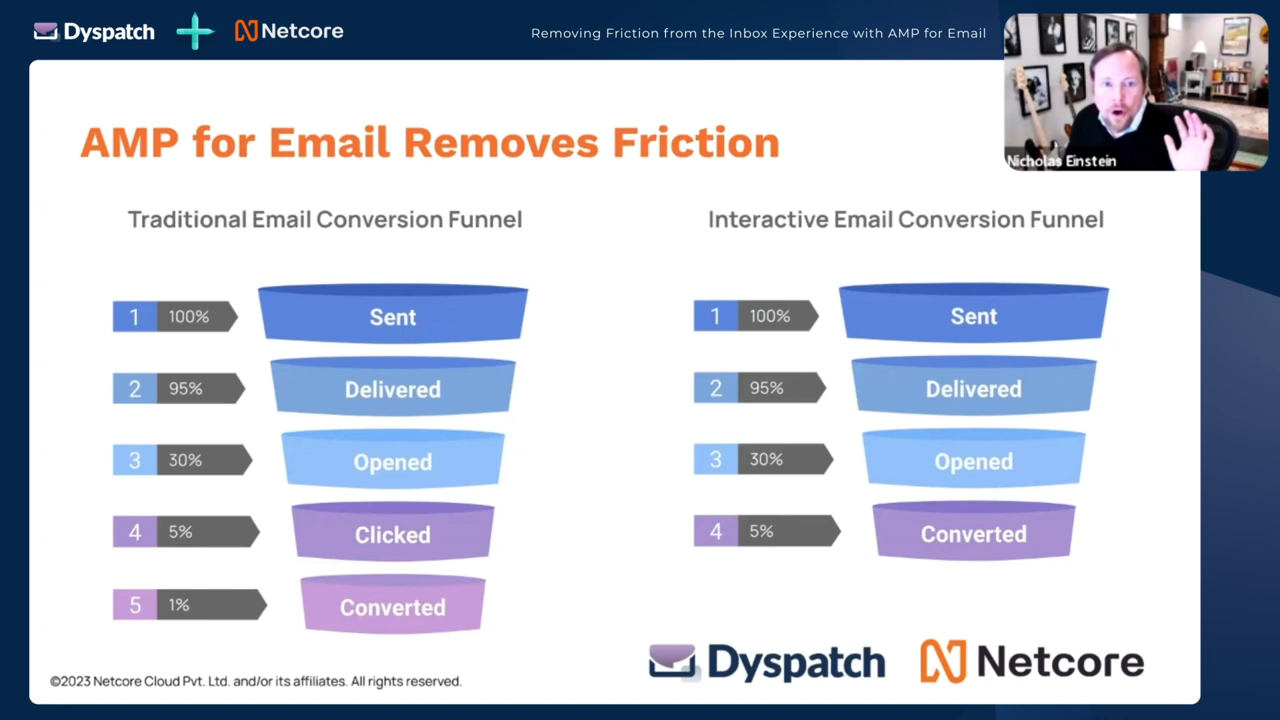 Dyspatch
Netcore
Removing Friction from the Inbox Experience with AMP for Email
Nicholas Einstein
AMP for Email Removes Friction
Traditional Email Conversion Funnel
1 100% Sent
2 95% Delivered
3 30% Opened
4 5% Clicked
5 1% Converted
Interactive Email Conversion Funnel
1 100% Sent
2 95% Delivered
3 30% Opened
4 5% Converted
Dyspatch
Netcore
©2023 Netcore Cloud Pvt. Ltd. and/or its affiliates. All rights reserved.